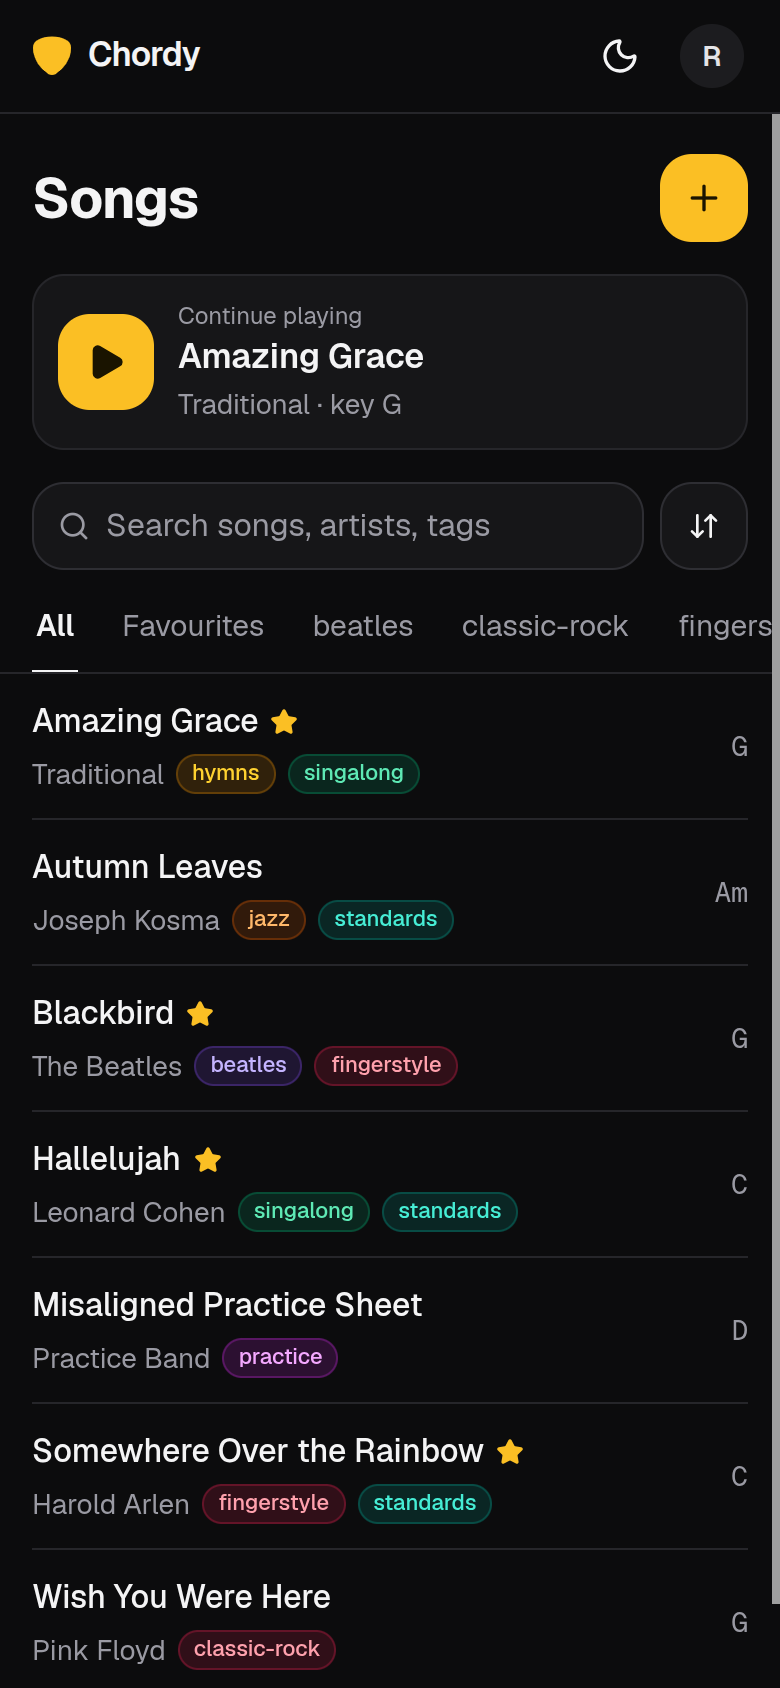 Chordy
R
Songs
Continue playing
Amazing Grace
Traditional · key G
Search songs, artists, tags
All Favourites beatles classic-rock fingers
Amazing Grace
Traditional hymns singalong
G
Autumn Leaves
Joseph Kosma jazz standards
Am
Blackbird
The Beatles beatles fingerstyle
G
Hallelujah
Leonard Cohen singalong standards
C
Misaligned Practice Sheet
Practice Band practice
D
Somewhere Over the Rainbow
Harold Arlen fingerstyle standards
C
Wish You Were Here
Pink Floyd classic-rock
G